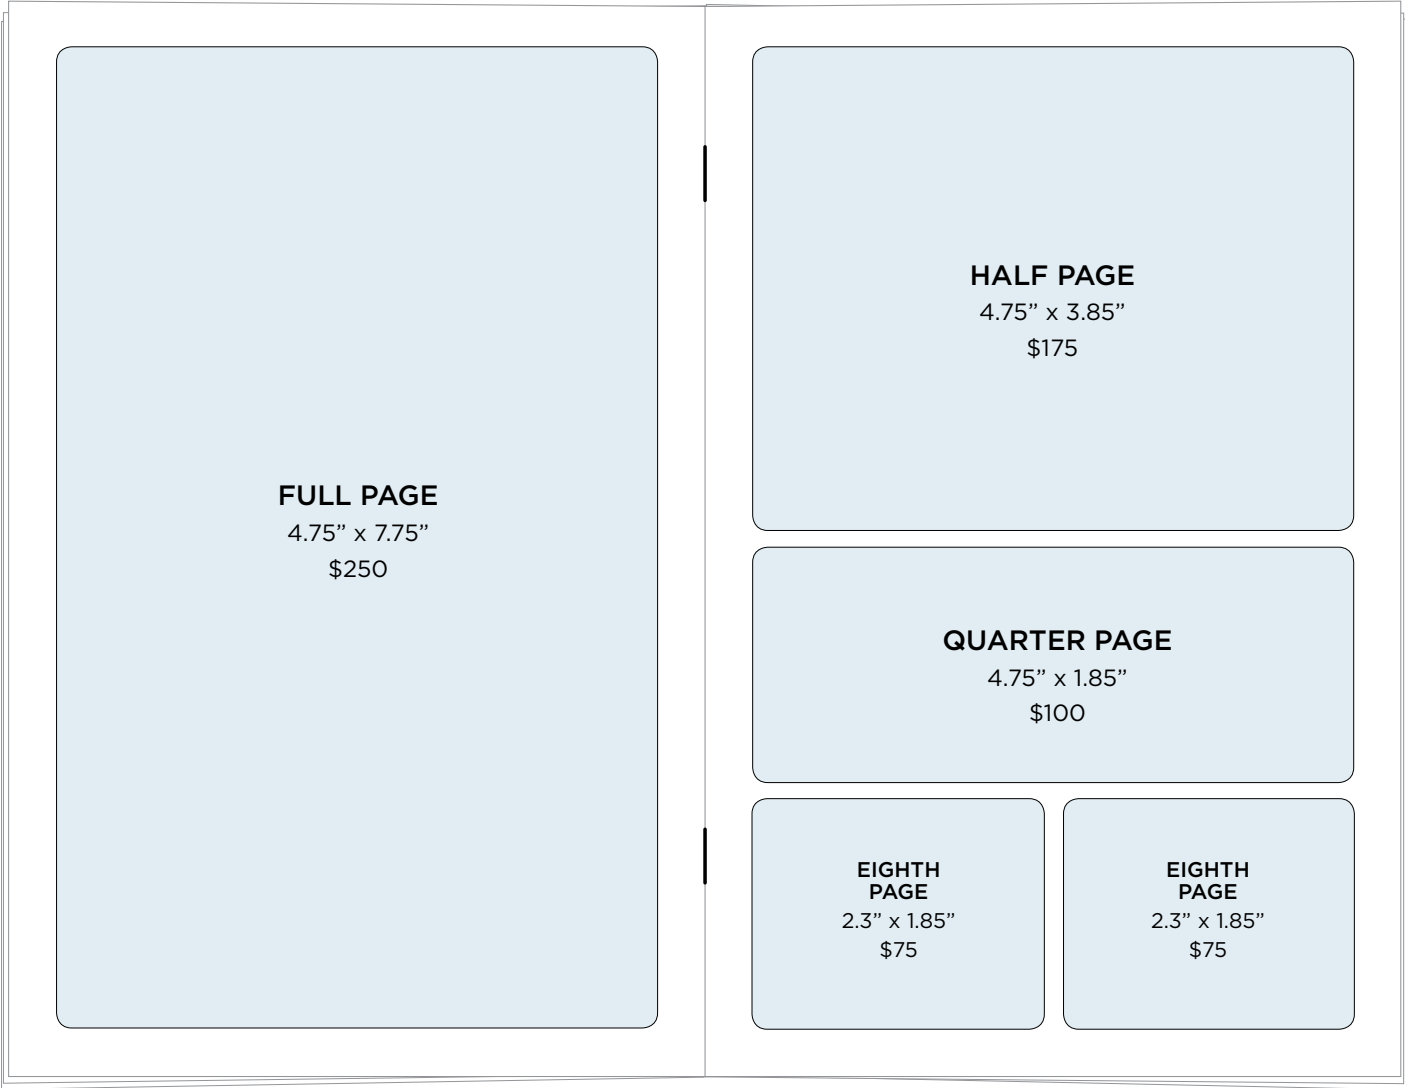 FULL PAGE
4.75” x 7.75”
$250
HALF PAGE
4.75” x 3.85”
$175
QUARTER PAGE
4.75” x 1.85”
$100
EIGHTH
PAGE
2.3” x 1.85”
$75
EIGHTH
PAGE
2.3” x 1.85”
$75